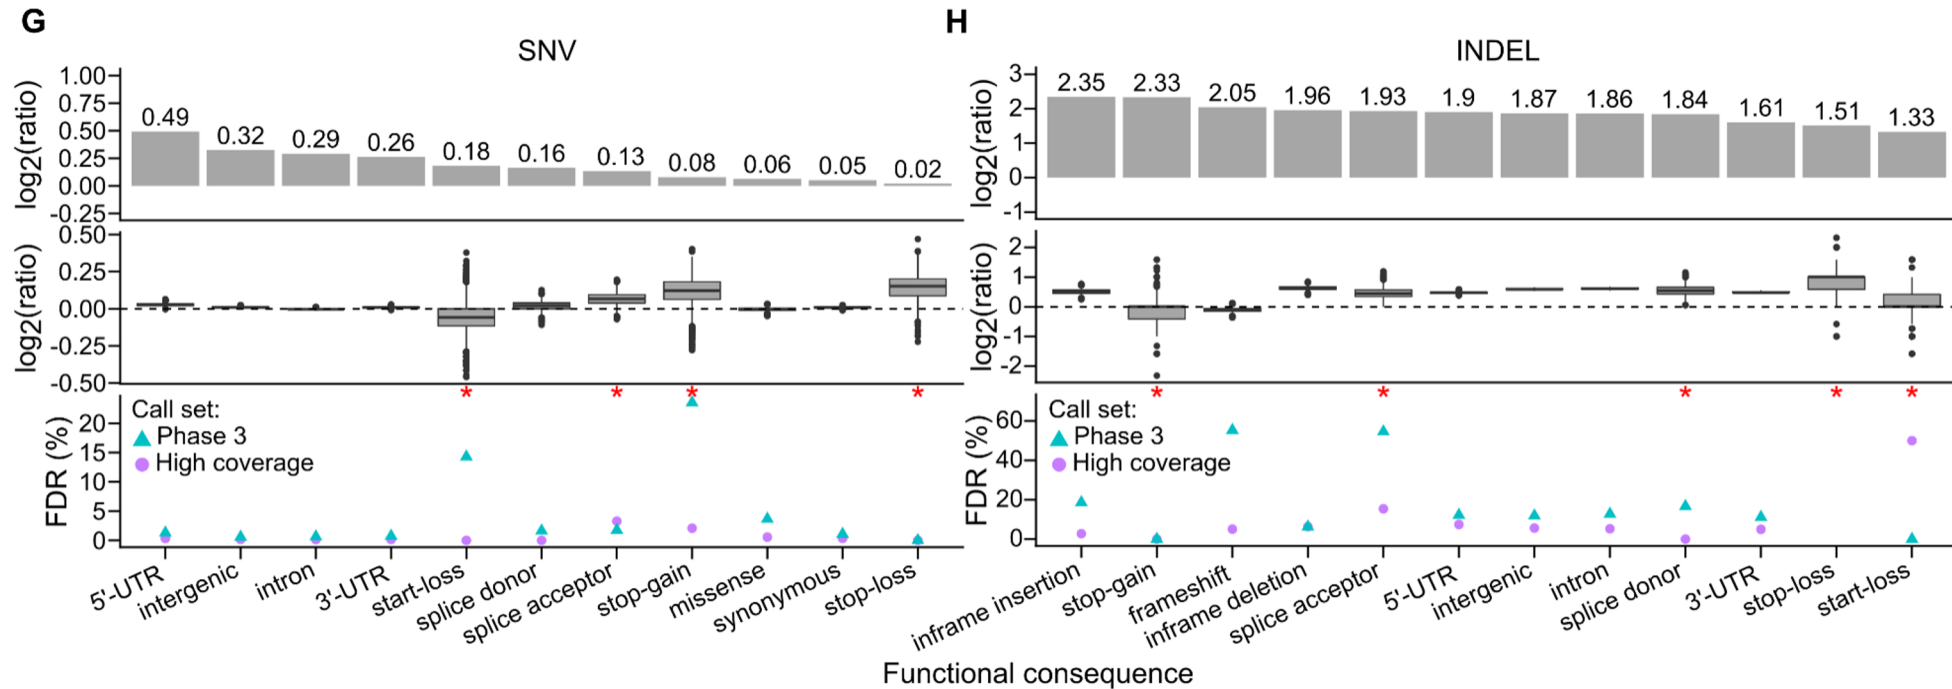 G
SNV
log2(ratio)
1.00
0.75
0.50
0.25
0.00
-0.25
0.49
0.32
0.29
0.26
0.18
0.16
0.13
0.08
0.06
0.05
0.02
log2(ratio)
0.50
0.25
0.00
-0.25
-0.50
* * * *
FDR (%)
20
15
10
5
0
Call set:
Phase 3
High coverage
5'-UTR
intergenic
intron
3'-UTR
start-loss
splice donor
splice acceptor
stop-gain
missense
synonymous
stop-loss
H
INDEL
log2(ratio)
3
2
1
0
-1
2.35
2.33
2.05
1.96
1.93
1.9
1.87
1.86
1.84
1.61
1.51
1.33
log2(ratio)
2
1
0
-1
-2
* * * * *
FDR (%)
60
40
20
0
Call set:
Phase 3
High coverage
inframe insertion
stop-gain
frameshift
inframe deletion
splice acceptor
5'-UTR
intergenic
intron
splice donor
3'-UTR
stop-loss
start-loss
Functional consequence